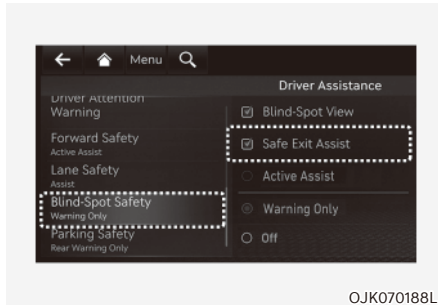 Menu
Driver Assistance
Driver Attention
Warning
Forward Safety
Active Assist
Lane Safety
Assist
Blind-Spot Safety
Warning Only
Parking Safety
Rear Warning Only
Blind-Spot View
Safe Exit Assist
Active Assist
Warning Only
Off
OJK070188L